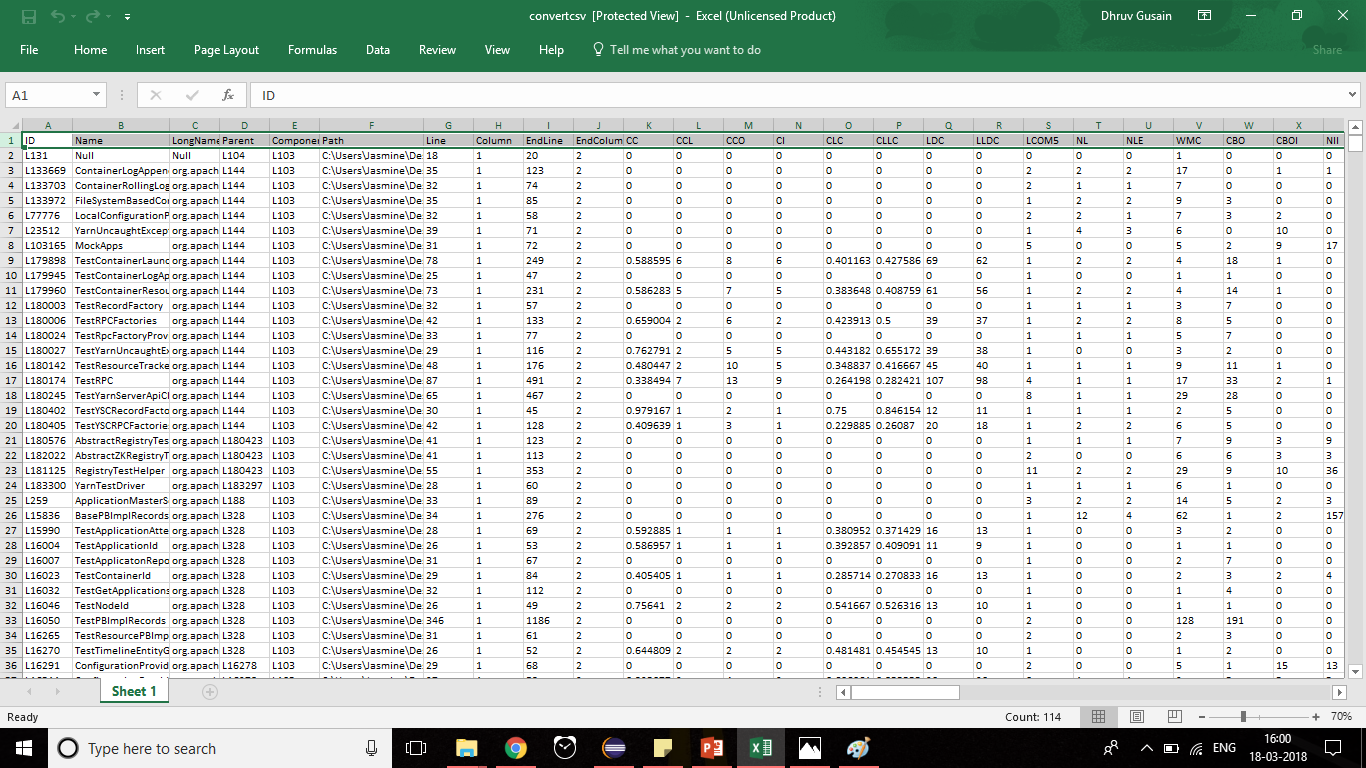 convertcsv [Protected View] - Excel (Unlicensed Product) Dhruv Gusain
File Home Insert Page Layout Formulas Data Review View Help Tell me what you want to do Share
A1 fx ID
A B C D E F G H I J K L M N O P Q R S T U V W X
1 ID Name LongName Parent Componen Path Line Column EndLine EndColum CC CCL CCO CI CLC CLLC LDC LLDC LCOM5 NL NLE WMC CBO CBOI NII
2 L131 Null Null L104 L103 C:\Users\Jasmine\De 18 1 20 2 0 0 0 0 0 0 0 0 1 0 0 1 0 0 0
3 L133669 ContainerLogAppen org.apach L144 L103 C:\Users\Jasmine\De 35 1 123 2 0 0 0 0 0 0 0 0 2 2 2 17 0 1 1
4 L133703 ContainerRollingLog org.apach L144 L103 C:\Users\Jasmine\De 32 1 74 2 0 0 0 0 0 0 0 0 2 1 1 7 0 0 0
5 L133972 FileSystemBasedCon org.apach L144 L103 C:\Users\Jasmine\De 35 1 85 2 0 0 0 0 0 0 0 0 1 2 2 9 3 0 0
6 L77776 LocalConfigurationP org.apach L144 L103 C:\Users\Jasmine\De 32 1 58 2 0 0 0 0 0 0 0 0 2 2 1 7 3 2 0
7 L23512 YarnUncaughtExcep org.apach L144 L103 C:\Users\Jasmine\De 39 1 71 2 0 0 0 0 0 0 0 0 1 4 3 6 0 10 0
8 L103165 MockApps org.apach L144 L103 C:\Users\Jasmine\De 31 1 72 2 0 0 0 0 0 0 0 0 5 0 0 5 2 9 17
9 L179898 TestContainerLaunc org.apach L144 L103 C:\Users\Jasmine\De 78 1 249 2 0.588595 6 8 6 0.401163 0.427586 69 62 1 2 2 4 18 1 0
10 L179945 TestContainerLogAp org.apach L144 L103 C:\Users\Jasmine\De 25 1 47 2 0 0 0 0 0 0 0 0 1 0 0 1 1 0 0
11 L179960 TestContainerResou org.apach L144 L103 C:\Users\Jasmine\De 73 1 231 2 0.586283 5 7 5 0.383648 0.408759 61 56 1 2 2 4 14 1 0
12 L180003 TestRecordFactory org.apach L144 L103 C:\Users\Jasmine\De 32 1 57 2 0 0 0 0 0 0 0 0 1 1 1 3 7 0 0
13 L180006 TestRPCFactories org.apach L144 L103 C:\Users\Jasmine\De 42 1 133 2 0.659004 2 6 2 0.423913 0.5 39 37 1 2 2 8 5 0 0
14 L180024 TestRpcFactoryProv org.apach L144 L103 C:\Users\Jasmine\De 33 1 77 2 0 0 0 0 0 0 0 0 1 1 1 5 7 0 0
15 L180027 TestYarnUncaughtEx org.apach L144 L103 C:\Users\Jasmine\De 29 1 116 2 0.762791 2 5 5 0.443182 0.655172 39 38 1 0 0 3 2 0 0
16 L180142 TestResourceTracke org.apach L144 L103 C:\Users\Jasmine\De 48 1 176 2 0.480447 2 10 5 0.348837 0.416667 45 40 1 1 1 9 11 1 0
17 L180174 TestRPC org.apach L144 L103 C:\Users\Jasmine\De 87 1 491 2 0.338494 7 13 9 0.264198 0.282421 107 98 4 1 1 17 33 2 1
18 L180245 TestYarnServerApiCl org.apach L144 L103 C:\Users\Jasmine\De 65 1 467 2 0 0 0 0 0 0 0 0 8 1 1 29 28 0 0
19 L180402 TestYSCRecordFacto org.apach L144 L103 C:\Users\Jasmine\De 30 1 45 2 0.979167 1 2 1 0.75 0.846154 12 11 1 1 1 2 5 0 0
20 L180405 TestYSCRPCFactorie org.apach L144 L103 C:\Users\Jasmine\De 42 1 128 2 0.409639 1 3 1 0.229885 0.26087 20 18 1 2 2 6 5 0 0
21 L180576 AbstractRegistryTes org.apach L180423 L103 C:\Users\Jasmine\De 41 1 123 2 0 0 0 0 0 0 0 0 1 1 1 7 9 3 9
22 L182022 AbstractZKRegistryT org.apach L180423 L103 C:\Users\Jasmine\De 41 1 113 2 0 0 0 0 0 0 0 0 2 0 0 6 6 3 3
23 L181125 RegistryTestHelper org.apach L180423 L103 C:\Users\Jasmine\De 55 1 353 2 0 0 0 0 0 0 0 0 11 2 2 29 9 10 36
24 L183300 YarnTestDriver org.apach L183297 L103 C:\Users\Jasmine\De 28 1 60 2 0 0 0 0 0 0 0 0 1 1 1 6 1 0 0
25 L259 ApplicationMasterS org.apach L188 L103 C:\Users\Jasmine\De 33 1 89 2 0 0 0 0 0 0 0 0 3 2 2 14 5 2 3
26 L15836 BasePBImplRecords org.apach L328 L103 C:\Users\Jasmine\De 34 1 276 2 0 0 0 0 0 0 0 0 1 12 4 62 1 2 157
27 L15990 TestApplicationAtte org.apach L328 L103 C:\Users\Jasmine\De 28 1 69 2 0.592885 1 1 1 0.380952 0.371429 16 13 1 0 0 3 2 0 0
28 L16004 TestApplicationId org.apach L328 L103 C:\Users\Jasmine\De 26 1 53 2 0.586957 1 1 1 0.392857 0.409091 11 9 1 0 0 1 1 0 0
29 L16007 TestApplicatonRepo org.apach L328 L103 C:\Users\Jasmine\De 31 1 67 2 0 0 0 0 0 0 0 0 1 0 0 2 7 0 0
30 L16023 TestContainerId org.apach L328 L103 C:\Users\Jasmine\De 29 1 84 2 0.405405 1 1 1 0.285714 0.270833 16 13 1 0 0 2 3 2 4
31 L16032 TestGetApplications org.apach L328 L103 C:\Users\Jasmine\De 32 1 112 2 0 0 0 0 0 0 0 0 1 0 0 1 4 0 0
32 L16046 TestNodeId org.apach L328 L103 C:\Users\Jasmine\De 26 1 49 2 0.75641 2 2 2 0.541667 0.526316 13 10 1 0 0 1 1 0 0
33 L16050 TestPBImplRecords org.apach L328 L103 C:\Users\Jasmine\De 346 1 1186 2 0 0 0 0 0 0 0 0 2 0 0 128 191 0 0
34 L16265 TestResourcePBImp org.apach L328 L103 C:\Users\Jasmine\De 31 1 61 2 0 0 0 0 0 0 0 0 2 0 0 2 3 0 0
35 L16270 TestTimelineEntityG org.apach L328 L103 C:\Users\Jasmine\De 26 1 52 2 0.644809 2 2 2 0.481481 0.454545 13 10 1 0 0 1 2 0 0
36 L16291 ConfigurationProvid org.apach L16278 L103 C:\Users\Jasmine\De 29 1 68 2 0 0 0 0 0 0 0 0 2 0 0 5 1 15 13
Sheet 1
Ready Count: 114 70%
Type here to search ENG 16:00
18-03-2018